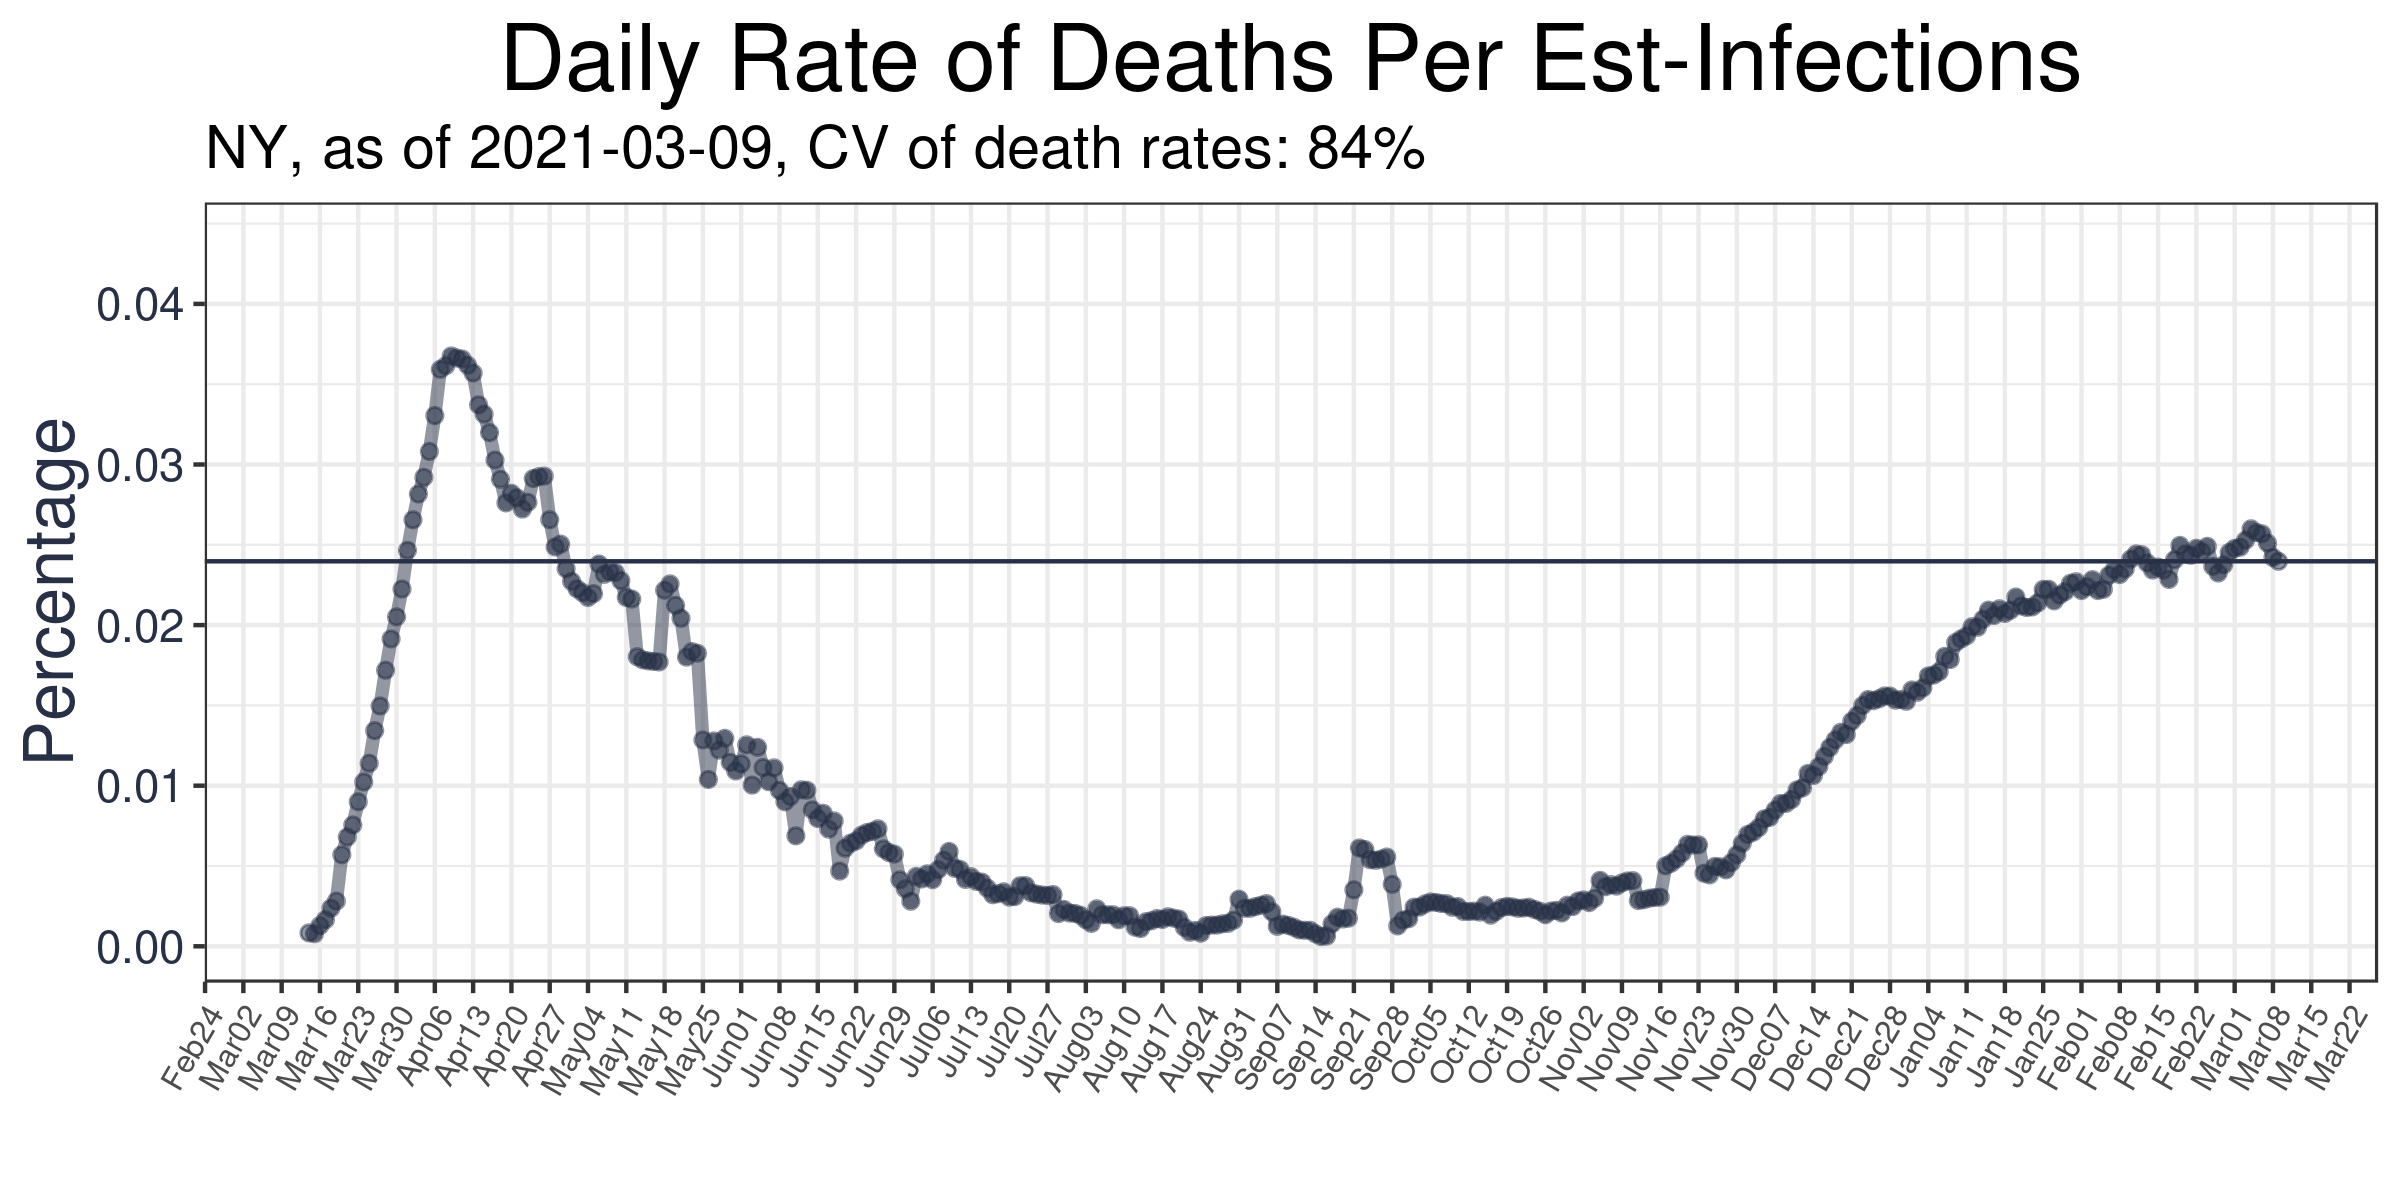 Daily Rate of Deaths Per Est-Infections
NY, as of 2021-03-09, CV of death rates: 84%
Percentage
0.04
0.03
0.02
0.01
0.00
Feb24 Mar02 Mar09 Mar16 Mar23 Mar30 Apr06 Apr13 Apr20 Apr27 May04 May11 May18 May25 Jun01 Jun08 Jun15 Jun22 Jun29 Jul06 Jul13 Jul20 Jul27 Aug03 Aug10 Aug17 Aug24 Aug31 Sep07 Sep14 Sep21 Sep28 Oct05 Oct12 Oct19 Oct26 Nov02 Nov09 Nov16 Nov23 Nov30 Dec07 Dec14 Dec21 Dec28 Jan04 Jan11 Jan18 Jan25 Feb01 Feb08 Feb15 Feb22 Mar01 Mar08 Mar15 Mar22